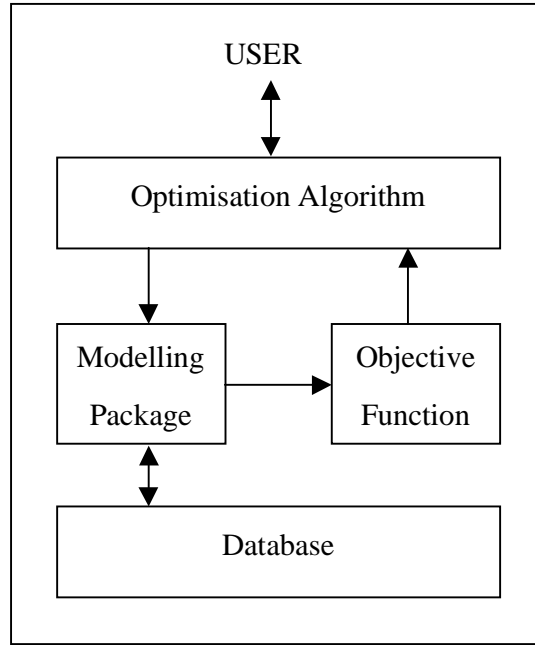 USER
Optimisation Algorithm
Modelling
Package
Objective
Function
Database